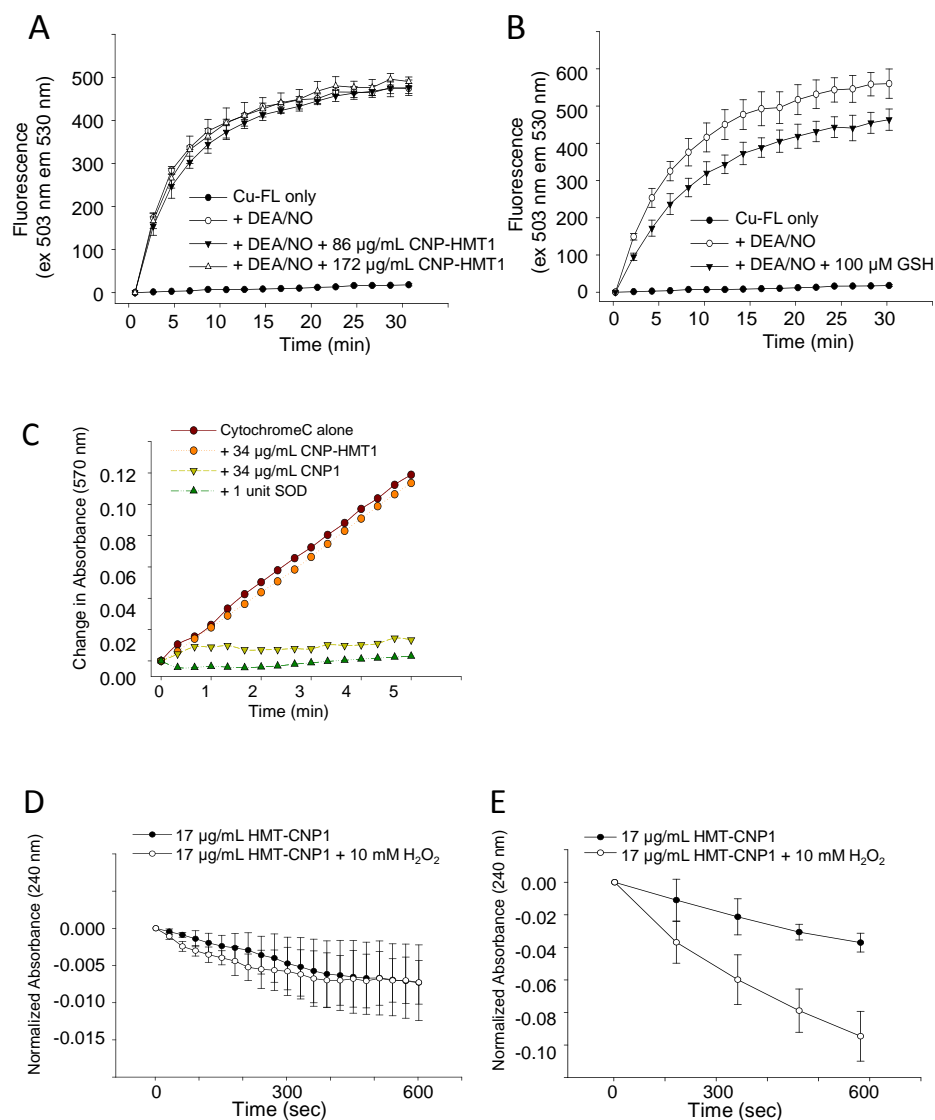 A
Fluorescence
(ex 503 nm em 530 nm)
500
400
300
200
100
0
Cu-FL only
+ DEA/NO
+ DEA/NO + 86 µg/mL CNP-HMT1
+ DEA/NO + 172 µg/mL CNP-HMT1
0 5 10 15 20 25 30
Time (min)
B
Fluorescence
(ex 503 nm em 530 nm)
600
500
400
300
200
100
0
Cu-FL only
+ DEA/NO
+ DEA/NO + 100 µM GSH
0 5 10 15 20 25 30
Time (min)
C
CytochromeC alone
+ 34 µg/mL CNP-HMT1
+ 34 µg/mL CNP1
+ 1 unit SOD
Change in Absorbance (570 nm)
0.12
0.10
0.08
0.06
0.04
0.02
0.00
0 1 2 3 4 5
Time (min)
D
17 µg/mL HMT-CNP1
17 µg/mL HMT-CNP1 + 10 mM H₂O₂
Normalized Absorbance (240 nm)
0.000
-0.005
-0.010
-0.015
0 300 600
Time (sec)
E
17 µg/mL HMT-CNP1
17 µg/mL HMT-CNP1 + 10 mM H₂O₂
Normalized Absorbance (240 nm)
0.00
-0.02
-0.04
-0.06
-0.08
-0.10
0 300 600
Time (sec)